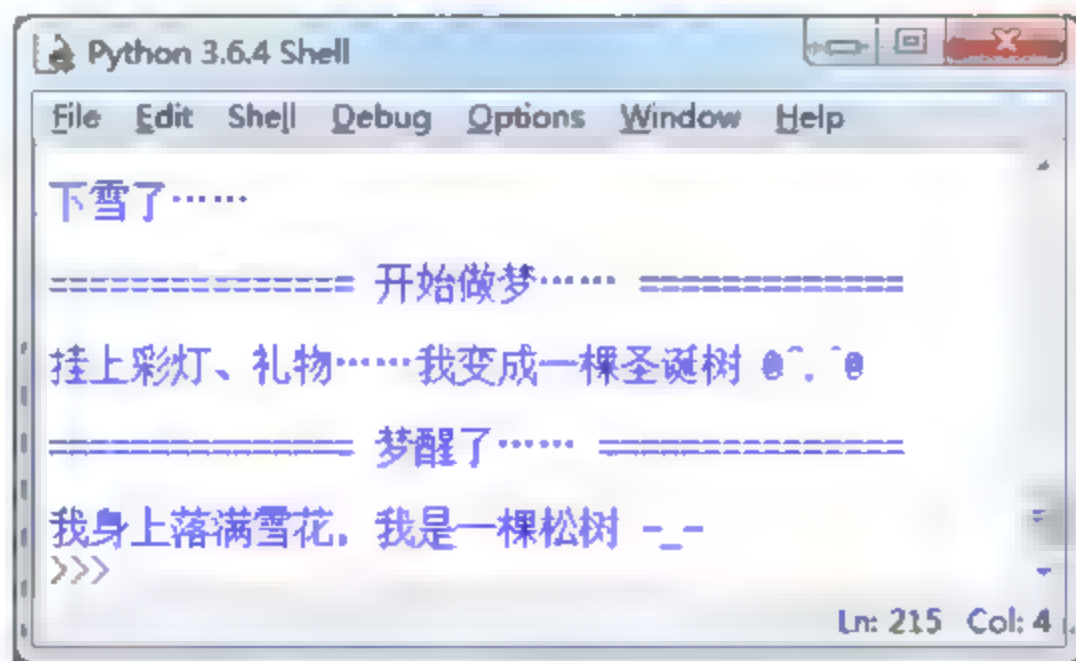 Python 3.6.4 Shell
File Edit Shell Debug Options Window Help
下雪了……
=============== 开始做梦…… =============
挂上彩灯、礼物……我变成一棵圣诞树 @^.^@
=============== 梦醒了…… ===============
我身上落满雪花，我是一棵松树 -_-
>>>
Ln: 215 Col: 4